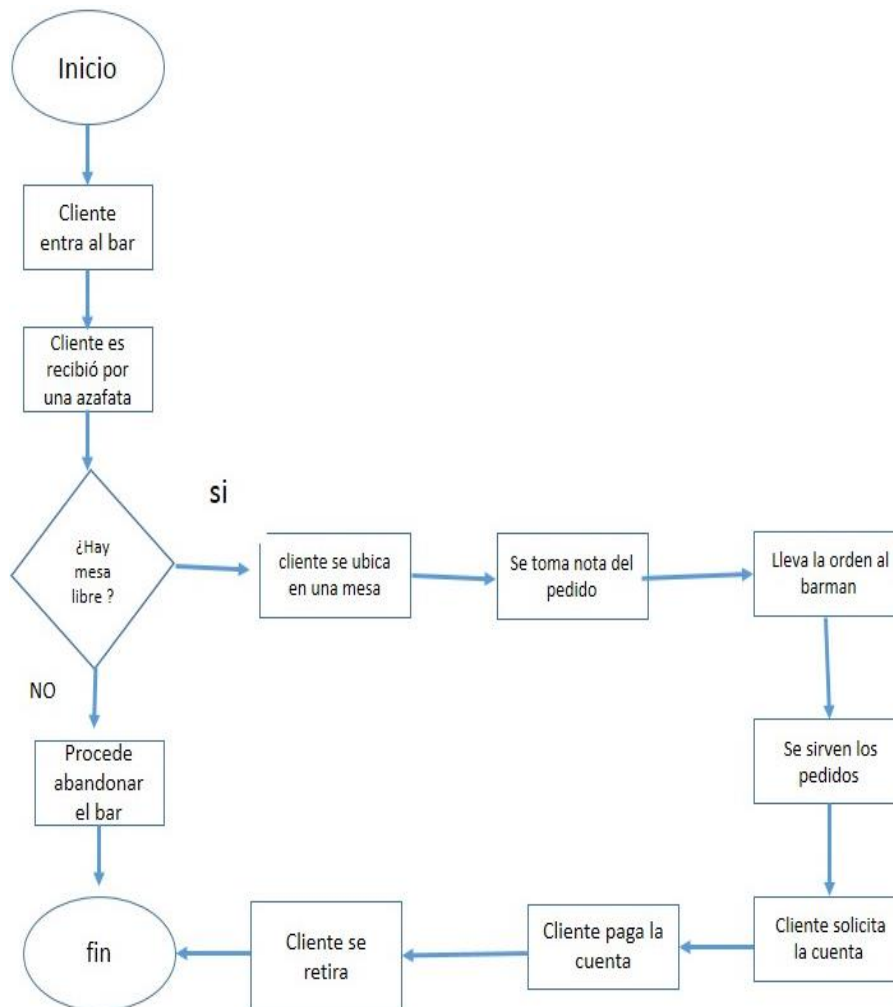 Inicio
Cliente
entra al bar
Cliente es
recibió por
una azafata
¿Hay
mesa
libre ?
si
cliente se ubica
en una mesa
Se toma nota del
pedido
Lleva la orden al
barman
Se sirven los
pedidos
Cliente solicita
la cuenta
Cliente paga la
cuenta
Cliente se
retira
NO
Procede
abandonar
el bar
fin